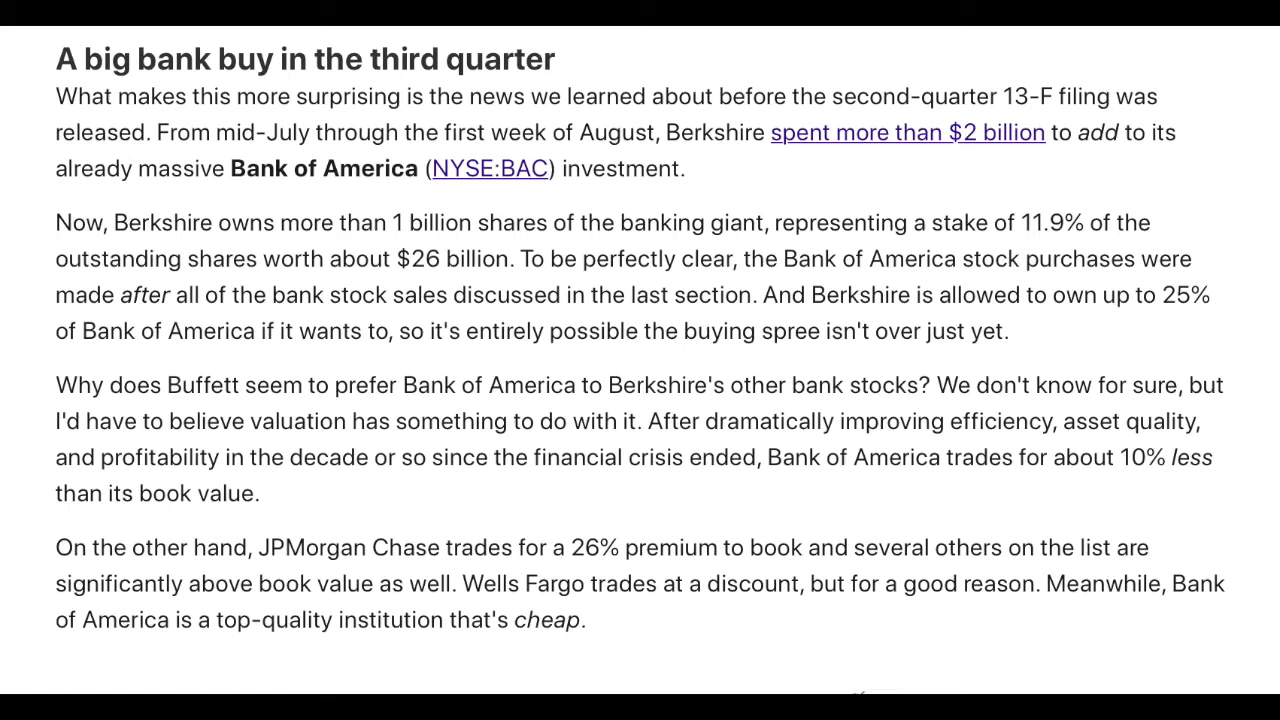 A big bank buy in the third quarter
What makes this more surprising is the news we learned about before the second-quarter 13-F filing was
released. From mid-July through the first week of August, Berkshire spent more than $2 billion to add to its
already massive Bank of America (NYSE:BAC) investment.
Now, Berkshire owns more than 1 billion shares of the banking giant, representing a stake of 11.9% of the
outstanding shares worth about $26 billion. To be perfectly clear, the Bank of America stock purchases were
made after all of the bank stock sales discussed in the last section. And Berkshire is allowed to own up to 25%
of Bank of America if it wants to, so it's entirely possible the buying spree isn't over just yet.
Why does Buffett seem to prefer Bank of America to Berkshire's other bank stocks? We don't know for sure, but
I'd have to believe valuation has something to do with it. After dramatically improving efficiency, asset quality,
and profitability in the decade or so since the financial crisis ended, Bank of America trades for about 10% less
than its book value.
On the other hand, JPMorgan Chase trades for a 26% premium to book and several others on the list are
significantly above book value as well. Wells Fargo trades at a discount, but for a good reason. Meanwhile, Bank
of America is a top-quality institution that's cheap.